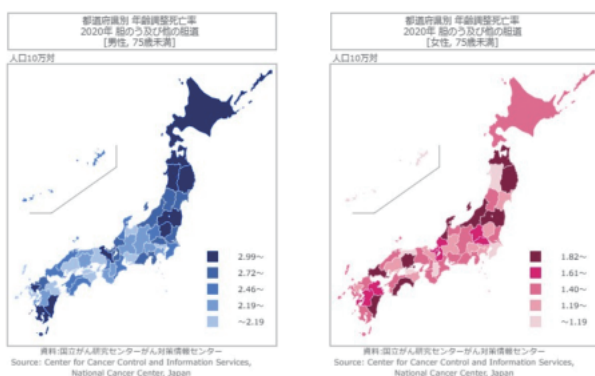 都道府県別 年齢調整死亡率
2020年 胆のう及び他の胆道
[男性, 75歳未満]
人口10万対
2.99～
2.72～
2.46～
2.19～
～2.19
資料:国立がん研究センターがん対策情報センター
Source: Center for Cancer Control and Information Services,
National Cancer Center, Japan
都道府県別 年齢調整死亡率
2020年 胆のう及び他の胆道
[女性, 75歳未満]
人口10万対
1.82～
1.61～
1.40～
1.19～
～1.19
資料:国立がん研究センターがん対策情報センター
Source: Center for Cancer Control and Information Services,
National Cancer Center, Japan